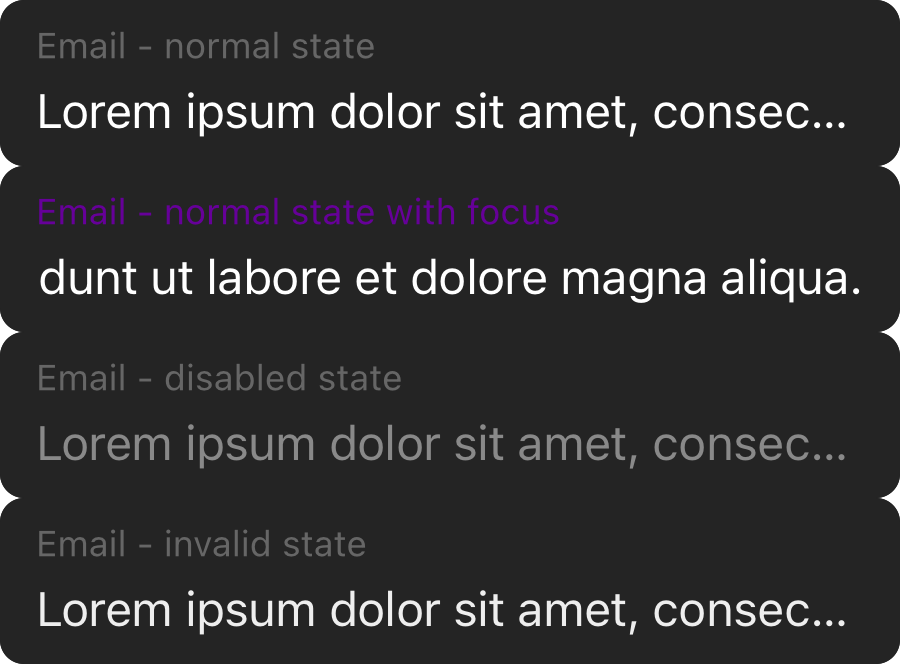 Email - normal state
Lorem ipsum dolor sit amet, consec...
Email - normal state with focus
dunt ut labore et dolore magna aliqua.
Email - disabled state
Lorem ipsum dolor sit amet, consec...
Email - invalid state
Lorem ipsum dolor sit amet, consec...